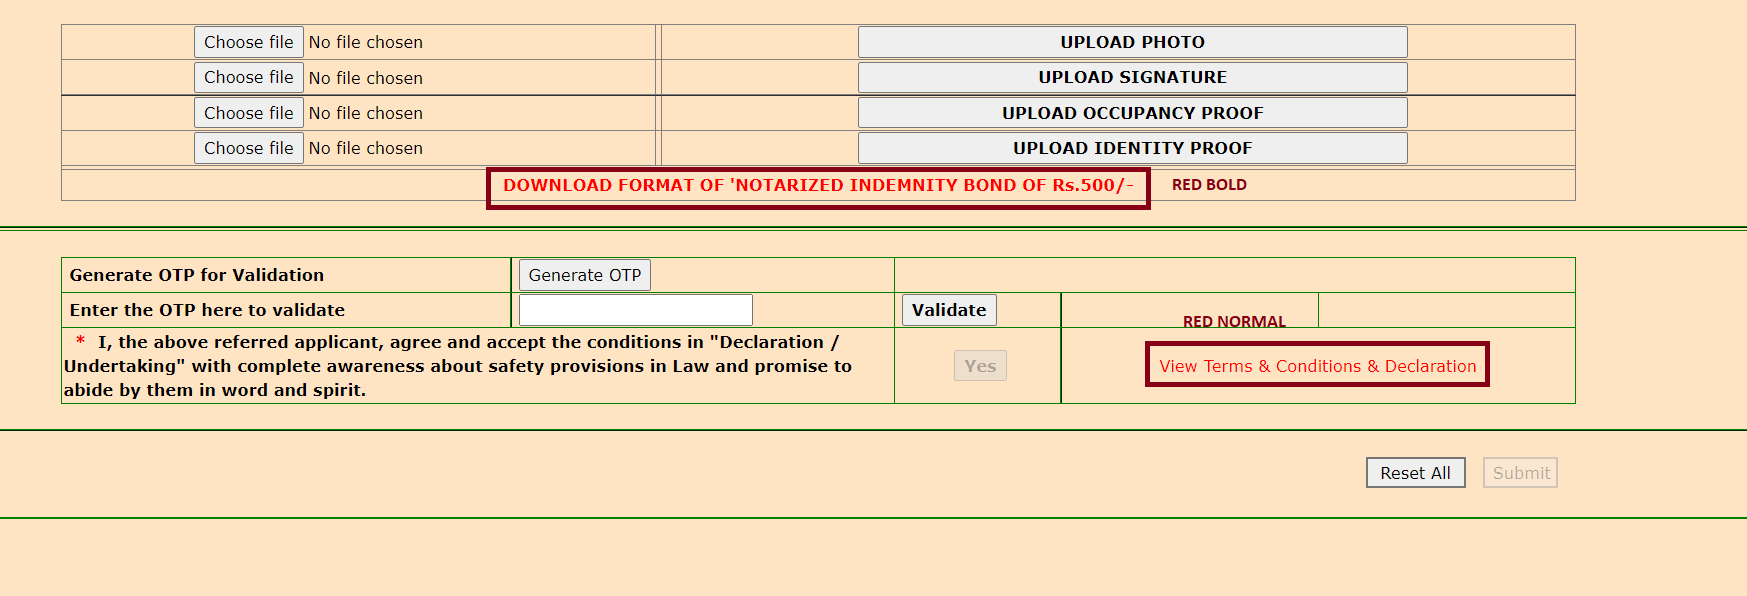 Choose file No file chosen UPLOAD PHOTO
Choose file No file chosen UPLOAD SIGNATURE
Choose file No file chosen UPLOAD OCCUPANCY PROOF
Choose file No file chosen UPLOAD IDENTITY PROOF
DOWNLOAD FORMAT OF 'NOTARIZED INDEMNITY BOND OF Rs.500/- RED BOLD
Generate OTP for Validation Generate OTP
Enter the OTP here to validate Validate
RED NORMAL
* I, the above referred applicant, agree and accept the conditions in "Declaration /
Undertaking" with complete awareness about safety provisions in Law and promise to
abide by them in word and spirit.
Yes
View Terms & Conditions & Declaration
Reset All Submit